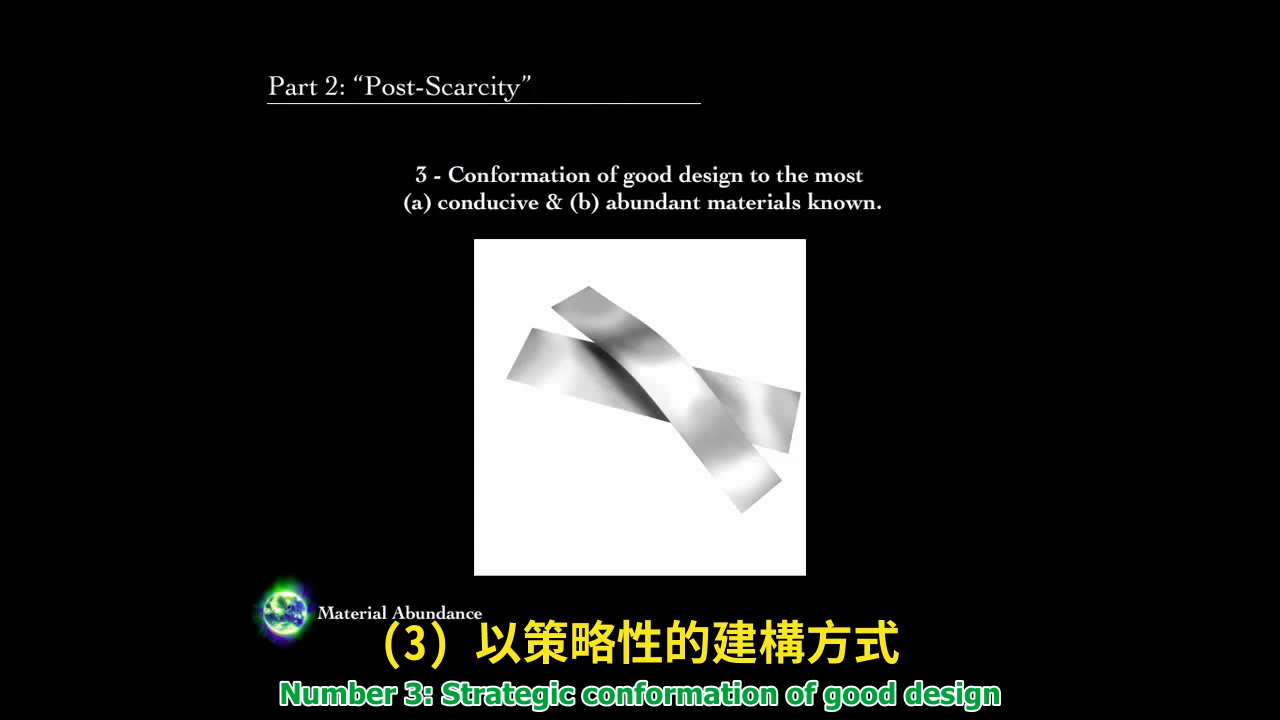 Part 2: “Post-Scarcity”
3 - Conformation of good design to the most
(a) conducive & (b) abundant materials known.
Material Abundance
（3）以策略性的建構方式
Number 3: Strategic conformation of good design